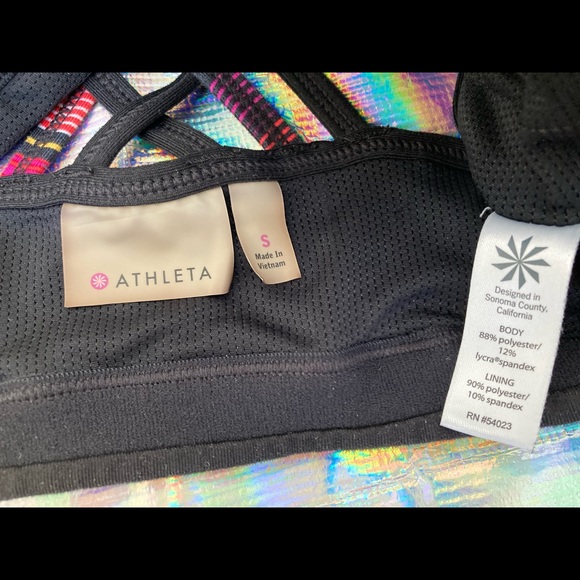 ATHLETA
S
Made In
Vietnam
Designed in
Sonoma County,
California
BODY
88% polyester/
12%
lycra®spandex
LINING
90% polyester/
10% spandex
RN #54023